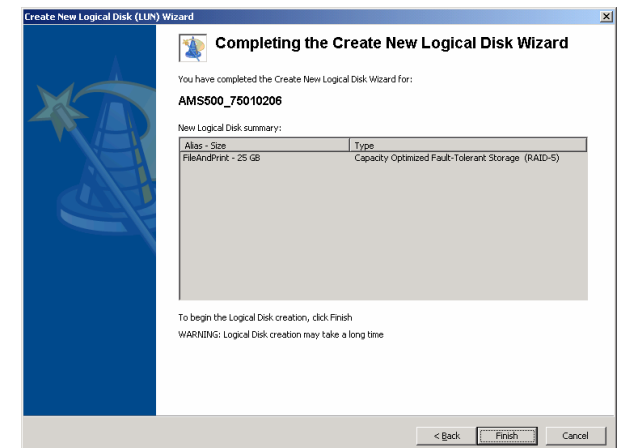 Create New Logical Disk (LUN) Wizard
Completing the Create New Logical Disk Wizard
You have completed the Create New Logical Disk Wizard for:
AMS500_75010206
New Logical Disk summary:
Alias - Size Type
FileAndPrint - 25 GB Capacity Optimized Fault-Tolerant Storage (RAID-5)
To begin the Logical Disk creation, click Finish
WARNING: Logical Disk creation may take a long time
< Back Finish Cancel